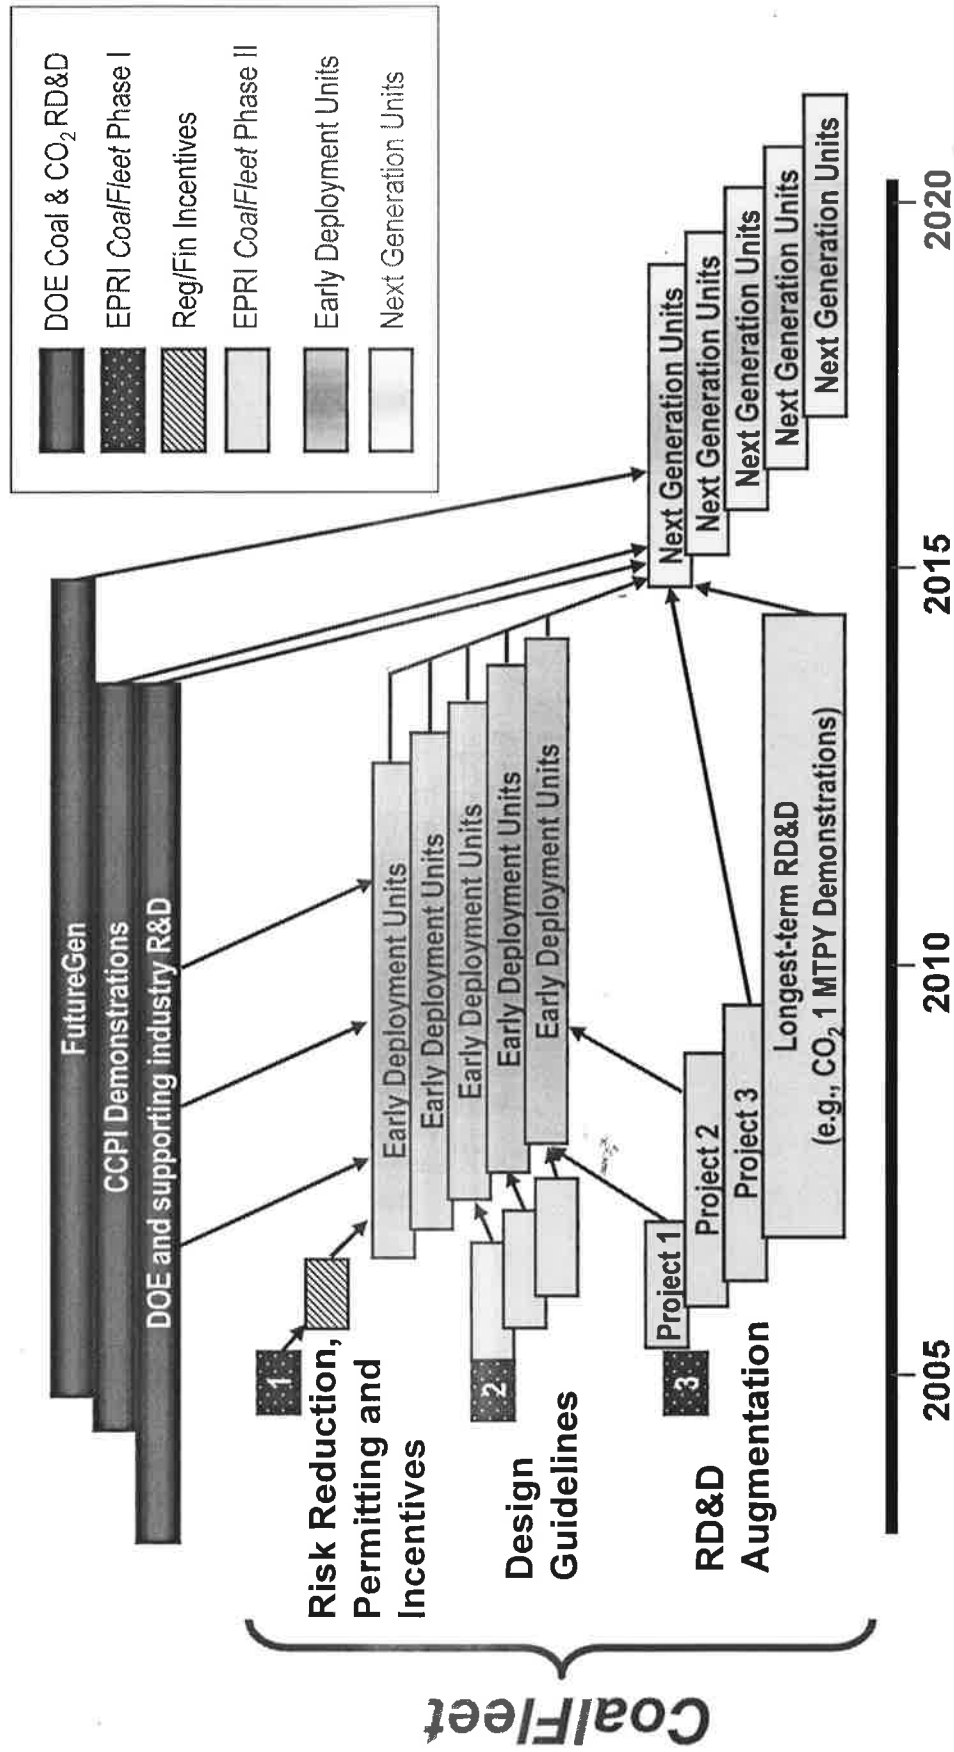 DOE Coal & CO2 RD&D
EPRI CoalFleet Phase I
Reg/Fin Incentives
EPRI CoalFleet Phase II
Early Deployment Units
Next Generation Units
FutureGen
CCPI Demonstrations
DOE and supporting industry R&D
CoalFleet
1
Risk Reduction,
Permitting and
Incentives
Early Deployment Units
Early Deployment Units
Early Deployment Units
Early Deployment Units
Early Deployment Units
2
Design
Guidelines
3
RD&D
Augmentation
Project 1
Project 2
Project 3
Longest-term RD&D
(e.g., CO2 1 MTPY Demonstrations)
Next Generation Units
Next Generation Units
Next Generation Units
Next Generation Units
Next Generation Units
2005
2010
2015
2020